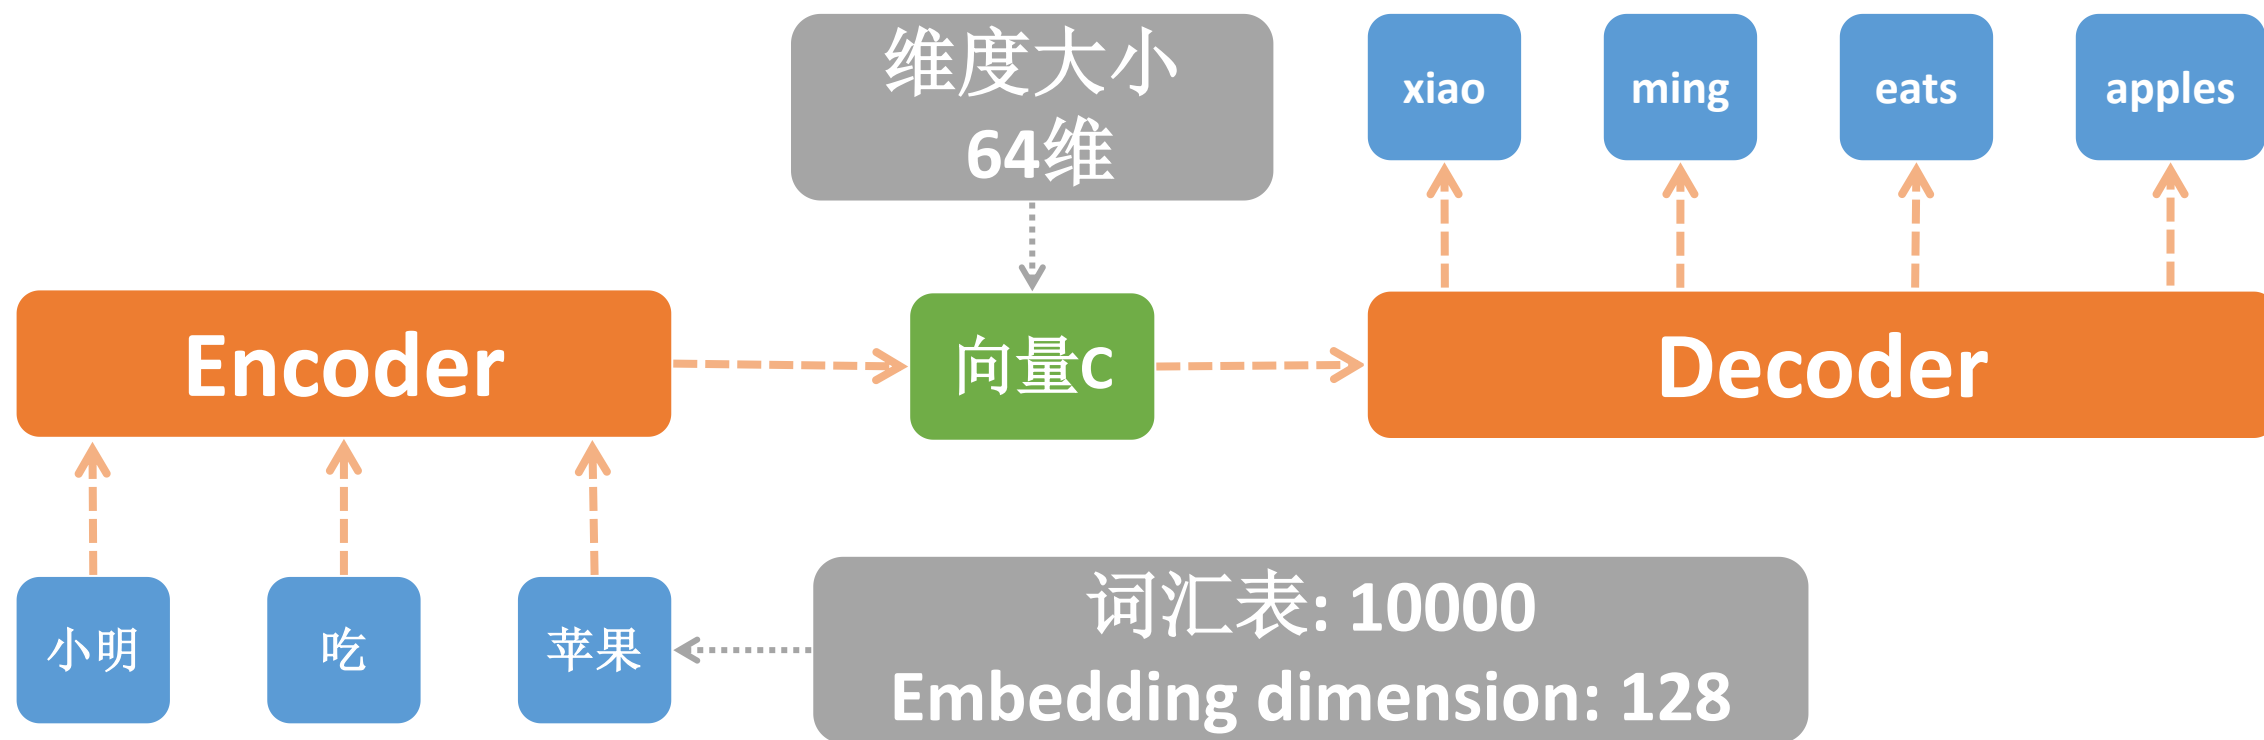 维度大小
64维
xiao
ming
eats
apples
Encoder
向量C
Decoder
小明
吃
苹果
词汇表: 10000
Embedding dimension: 128